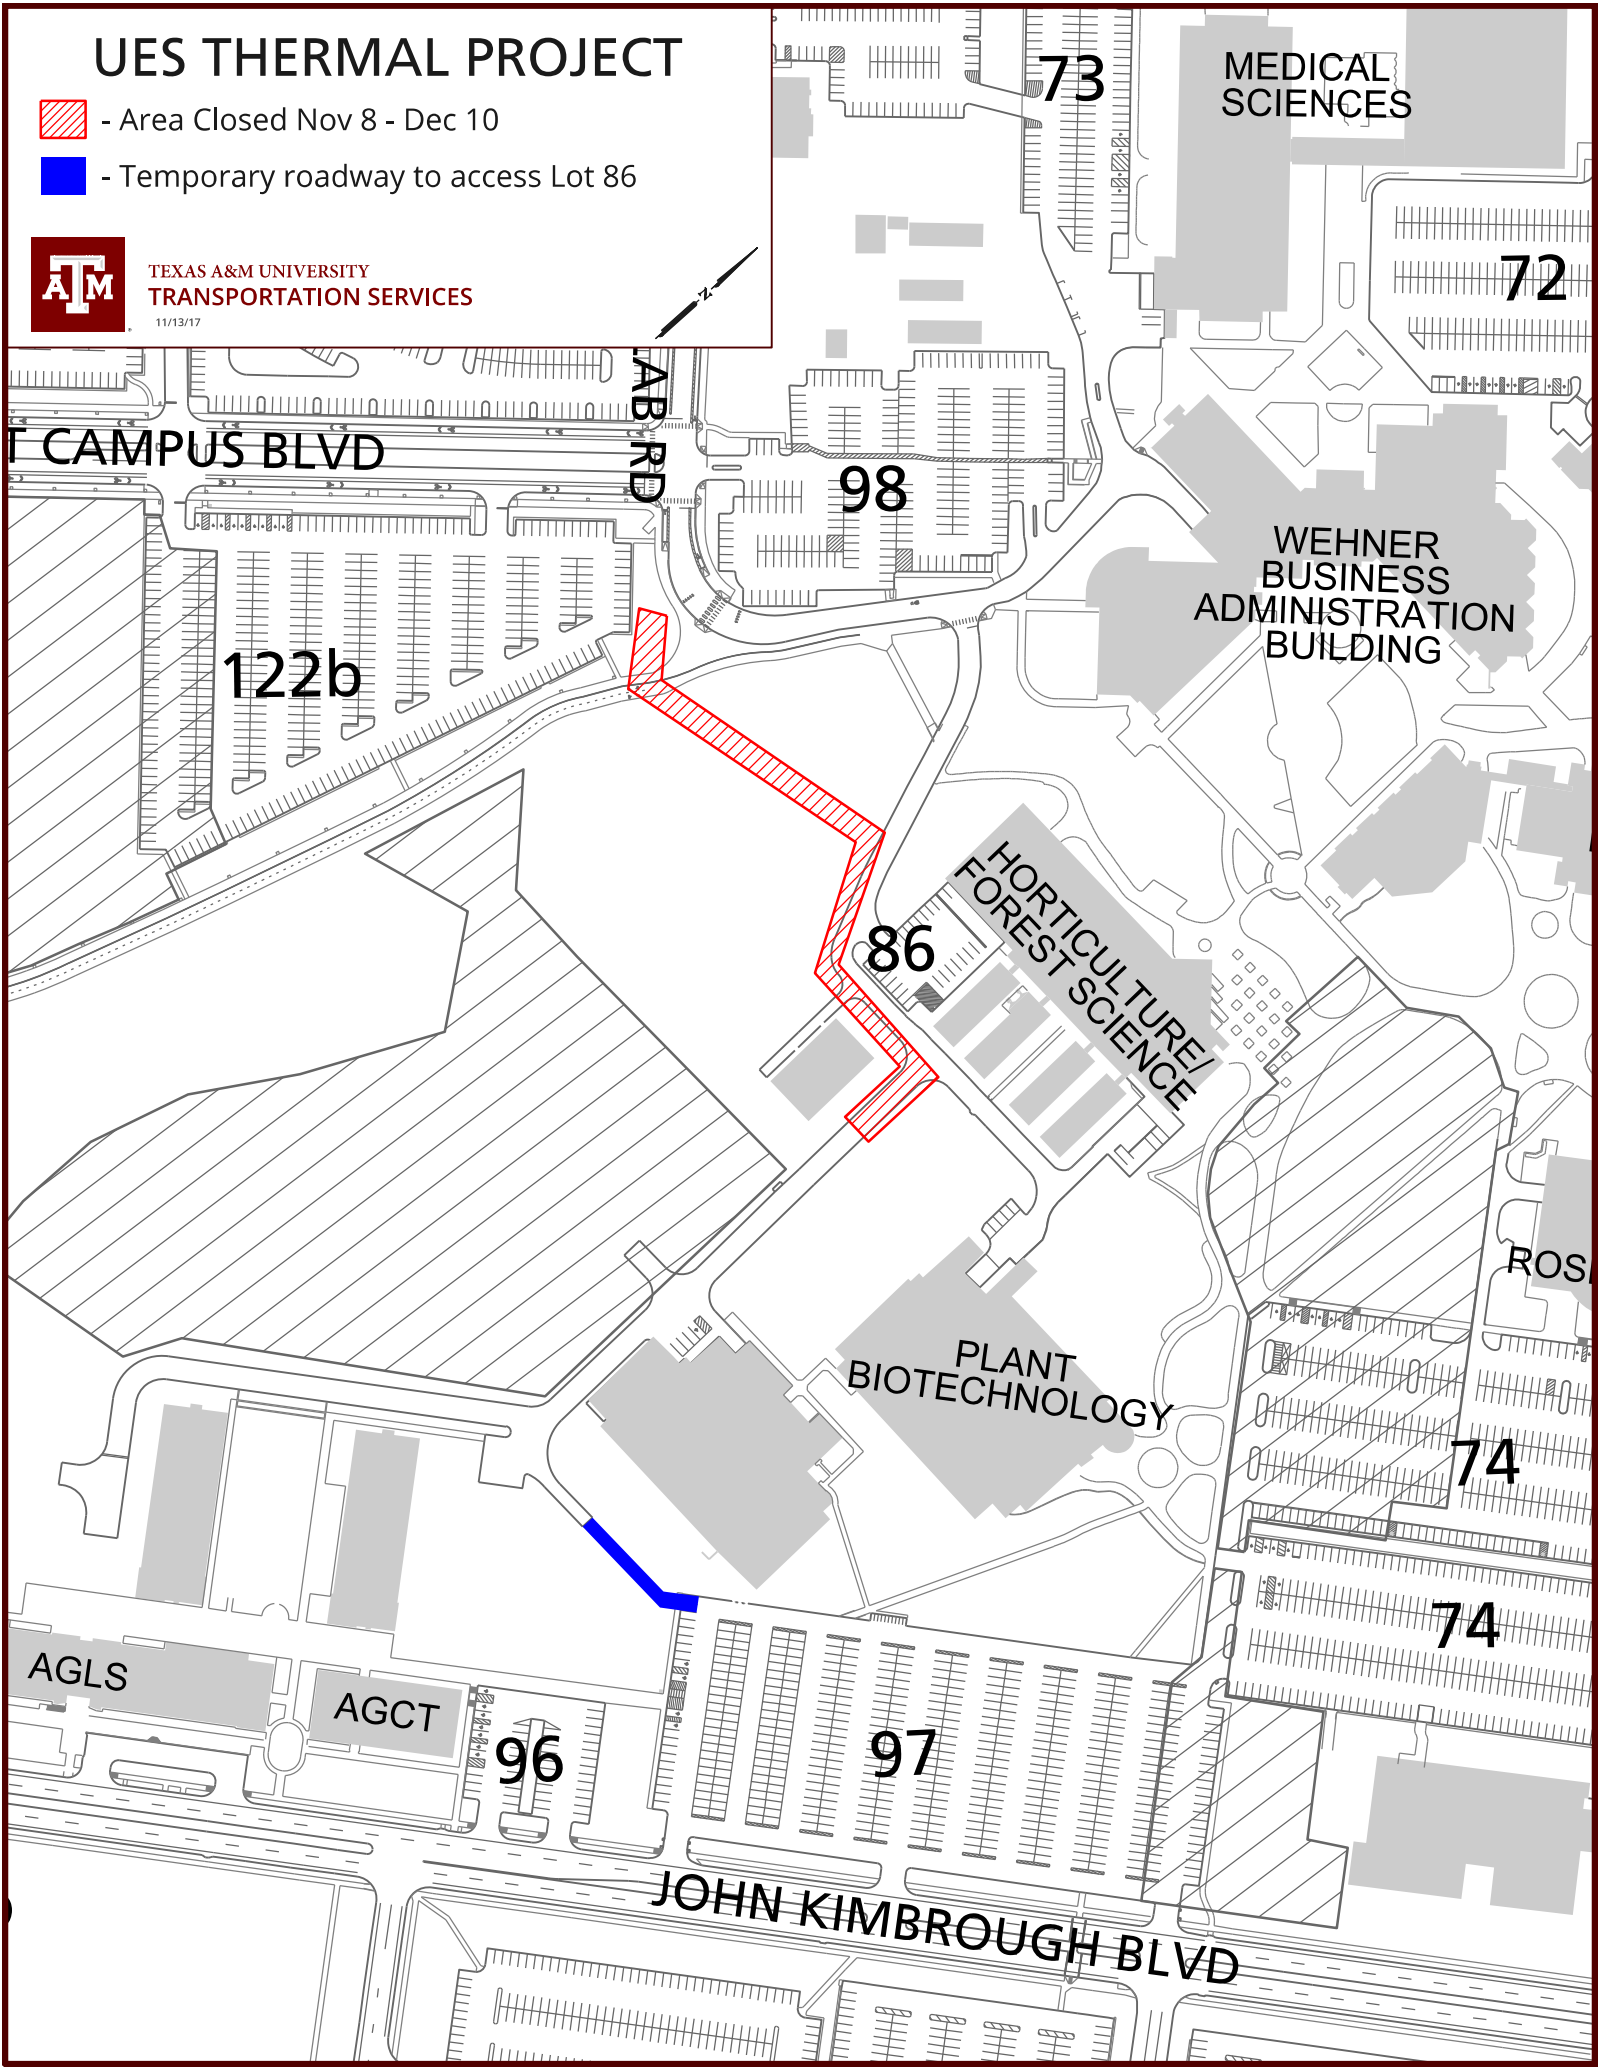 UES THERMAL PROJECT
- Area Closed Nov 8 - Dec 10
- Temporary roadway to access Lot 86
TEXAS A&M UNIVERSITY
TRANSPORTATION SERVICES
11/13/17
ATM
N
73
MEDICAL
SCIENCES
72
LAB RD
T CAMPUS BLVD
98
WEHNER
BUSINESS
ADMINISTRATION
BUILDING
122b
HORTICULTURE/
FOREST SCIENCE
86
ROSE
PLANT
BIOTECHNOLOGY
74
74
AGLS
AGCT
96
97
JOHN KIMBROUGH BLVD